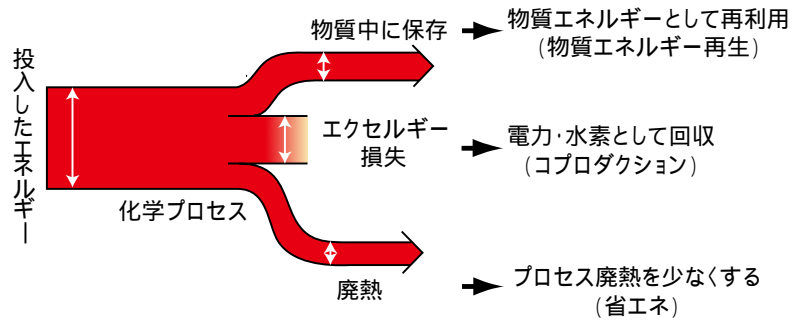 投入したエネルギー
化学プロセス
物質中に保存
物質エネルギーとして再利用
(物質エネルギー再生)
エクセルギー
損失
電力・水素として回収
(コプロダクション)
廃熱
プロセス廃熱を少なくする
(省エネ)